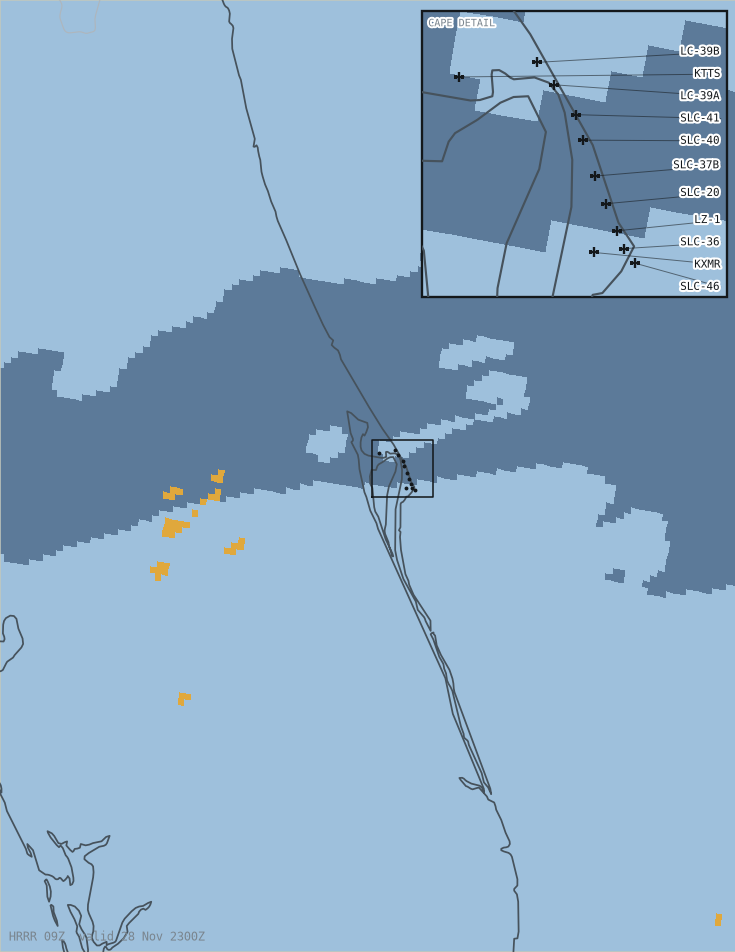 CAPE DETAIL
LC-39B
KTTS
LC-39A
SLC-41
SLC-40
SLC-37B
SLC-20
LZ-1
SLC-36
KXMR
SLC-46
HRRR 09Z valid 28 Nov 2300Z